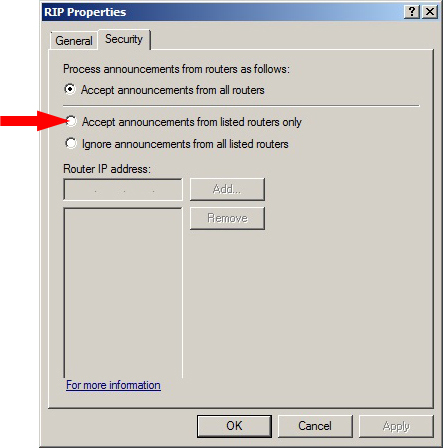 RIP Properties
General
Security
Process announcements from routers as follows:
Accept announcements from all routers
Accept announcements from listed routers only
Ignore announcements from all listed routers
Router IP address:
. . .
Add...
Remove
For more information
OK
Cancel
Apply